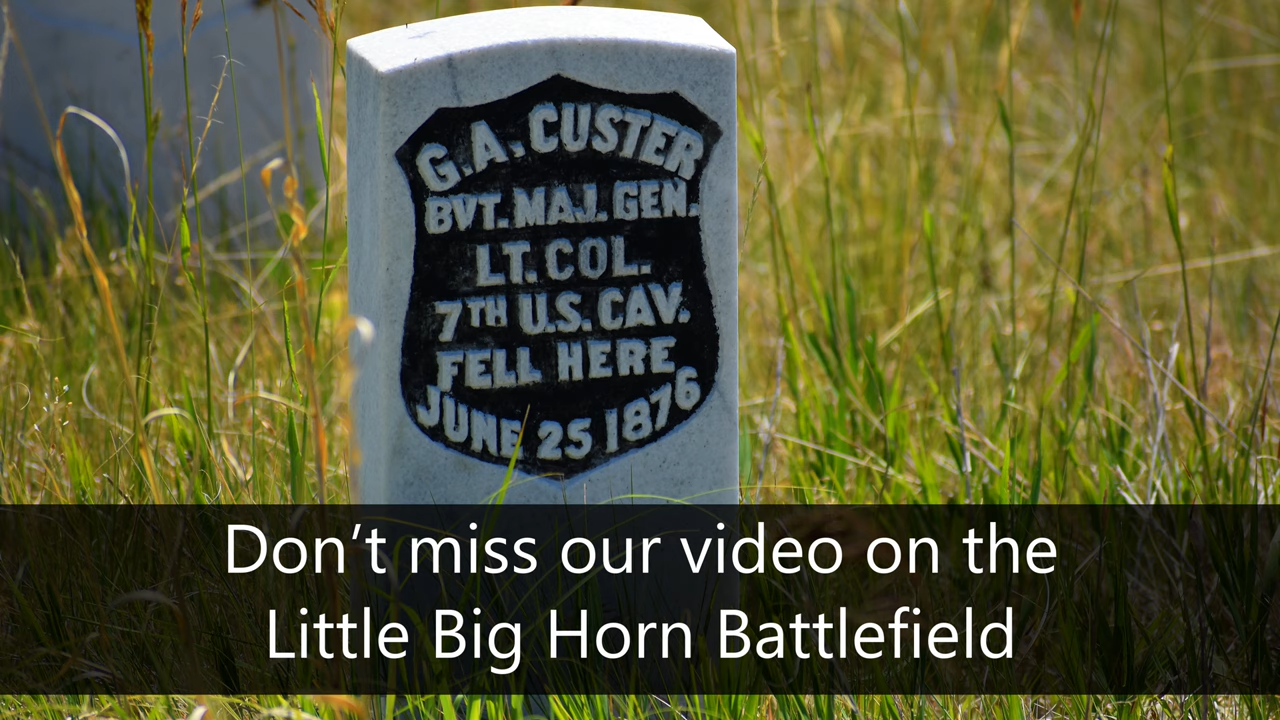 G.A. CUSTER
BVT. MAJ. GEN.
LT. COL.
7TH U.S. CAV.
FELL HERE
JUNE 25 1876
Don’t miss our video on the
Little Big Horn Battlefield